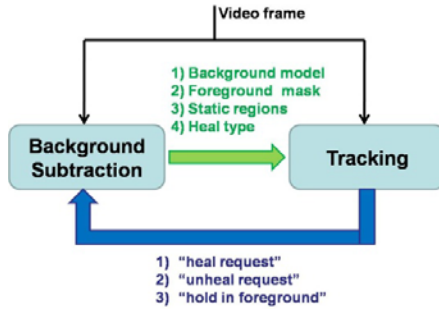 Video frame
1) Background model
2) Foreground mask
3) Static regions
4) Heal type
Background
Subtraction
Tracking
1) "heal request"
2) "unheal request"
3) "hold in foreground"